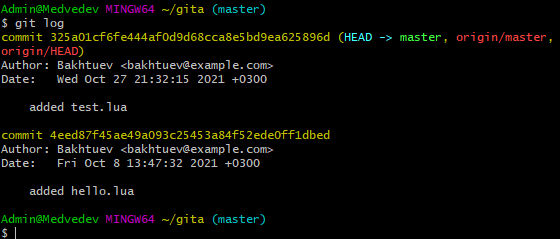 Admin@Medvedev MINGW64 ~/gita (master)
$ git log
commit 325a01cf6fe444af0d9d68cca8e5bd9ea625896d (HEAD -> master, origin/master,
origin/HEAD)
Author: Bakhtuev <bakhtuev@example.com>
Date:   Wed Oct 27 21:32:15 2021 +0300
    added test.lua
commit 4eed87f45ae49a093c25453a84f52ede0ff1dbed
Author: Bakhtuev <bakhtuev@example.com>
Date:   Fri Oct 8 13:47:32 2021 +0300
    added hello.lua
Admin@Medvedev MINGW64 ~/gita (master)
$